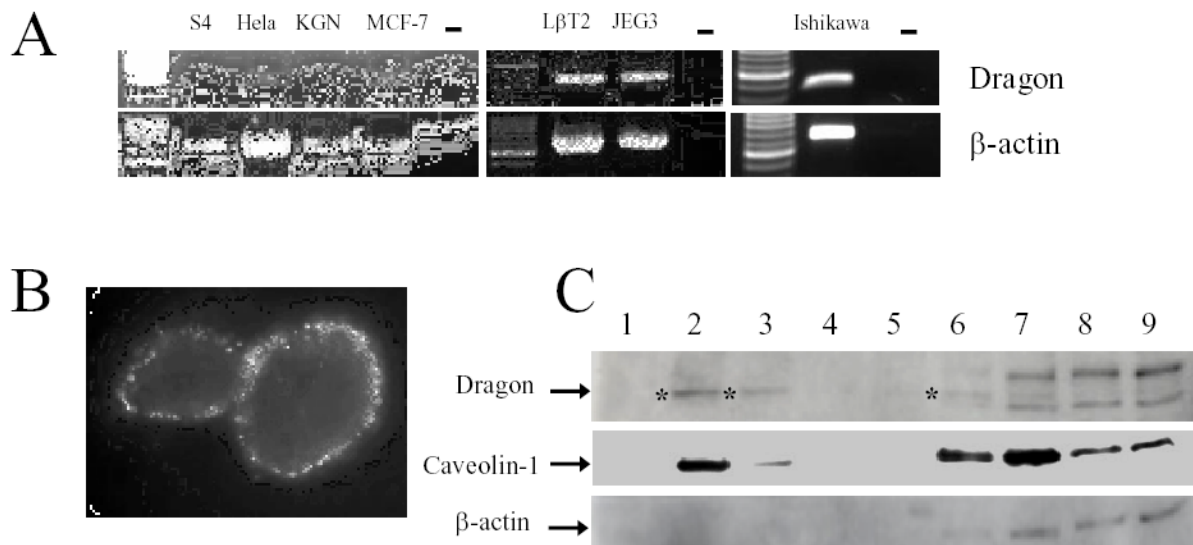 A
S4 Hela KGN MCF-7 -
LβT2 JEG3 -
Ishikawa -
Dragon
β-actin
B
C
1 2 3 4 5 6 7 8 9
Dragon
* * *
Caveolin-1
β-actin